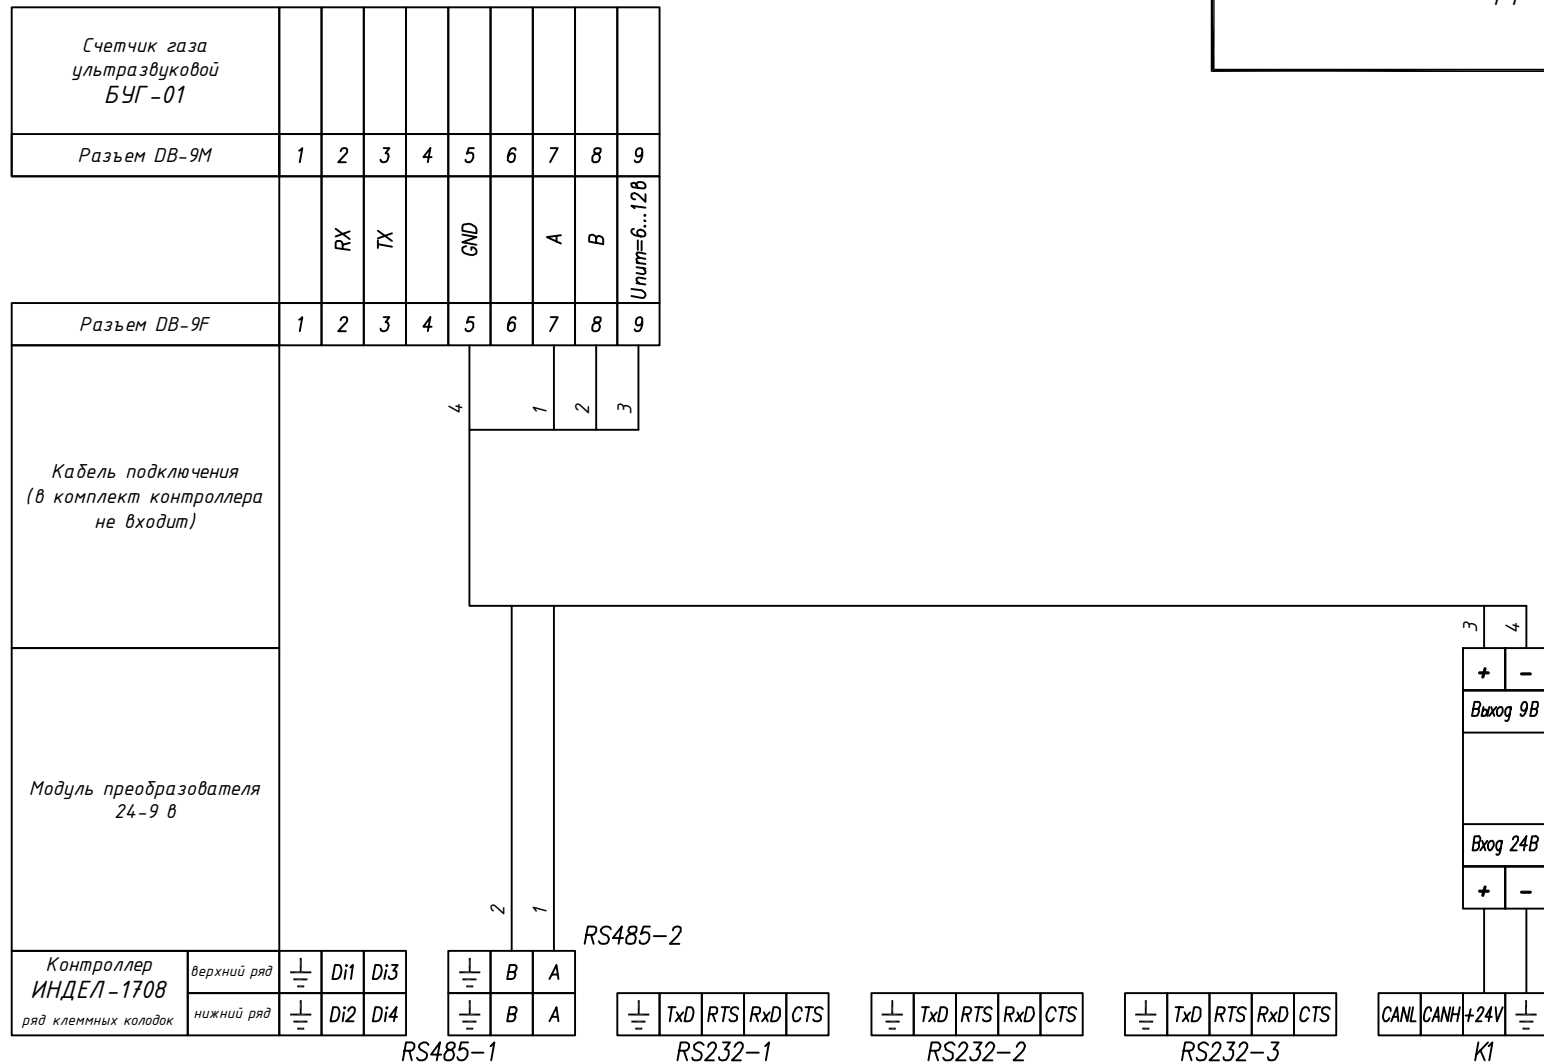 Счетчик газа
ультразвуковой
БУГ-01
Разъем DB-9M 1 2 3 4 5 6 7 8 9
RX TX GND A B Uпит=6...12в
Разъем DB-9F 1 2 3 4 5 6 7 8 9
4 1 2 3
Кабель подключения
(в комплект контроллера
не входит)
3 4
+ -
Выход 9В
Модуль преобразователя
24-9 в
Вход 24В
+ -
2 1
RS485-2
Контроллер
ИНДЕЛ-1708
ряд клеммных колодок
верхний ряд Di1 Di3 B A
нижний ряд Di2 Di4 B A TxD RTS RxD CTS TxD RTS RxD CTS TxD RTS RxD CTS CANL CANH +24V
RS485-1 RS232-1 RS232-2 RS232-3 K1